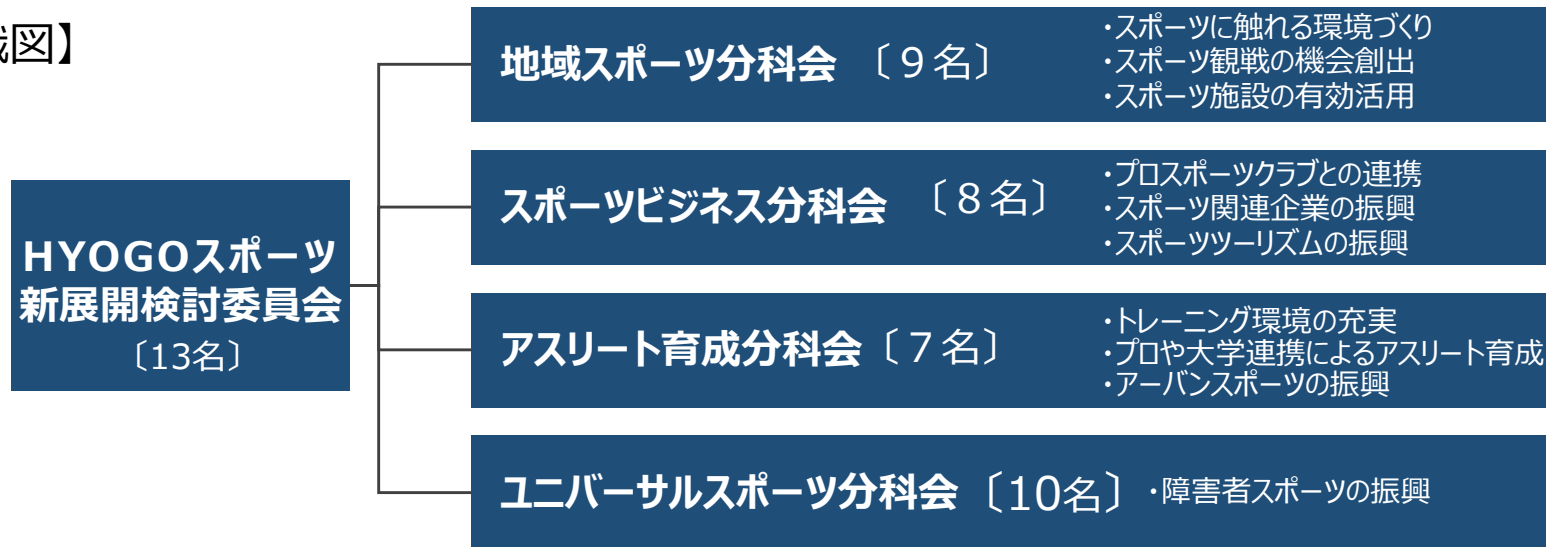 図】
HYOGOスポーツ
新展開検討委員会
〔13名〕
地域スポーツ分科会 〔９名〕
・スポーツに触れる環境づくり
・スポーツ観戦の機会創出
・スポーツ施設の有効活用
スポーツビジネス分科会 〔８名〕
・プロスポーツクラブとの連携
・スポーツ関連企業の振興
・スポーツツーリズムの振興
アスリート育成分科会〔７名〕
・トレーニング環境の充実
・プロや大学連携によるアスリート育成
・アーバンスポーツの振興
ユニバーサルスポーツ分科会〔10名〕
・障害者スポーツの振興